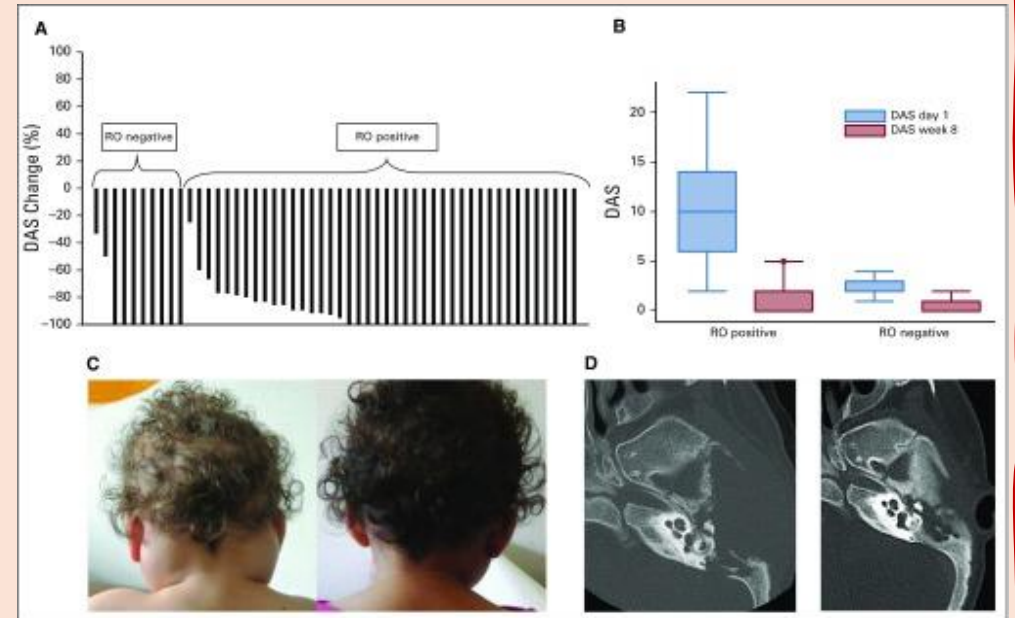 A
DAS Change (%)
100
80
60
40
20
0
−20
−40
−60
−80
−100
RO negative
RO positive
B
DAS
20
15
10
5
0
DAS day 1
DAS week 8
RO positive
RO negative
C
D